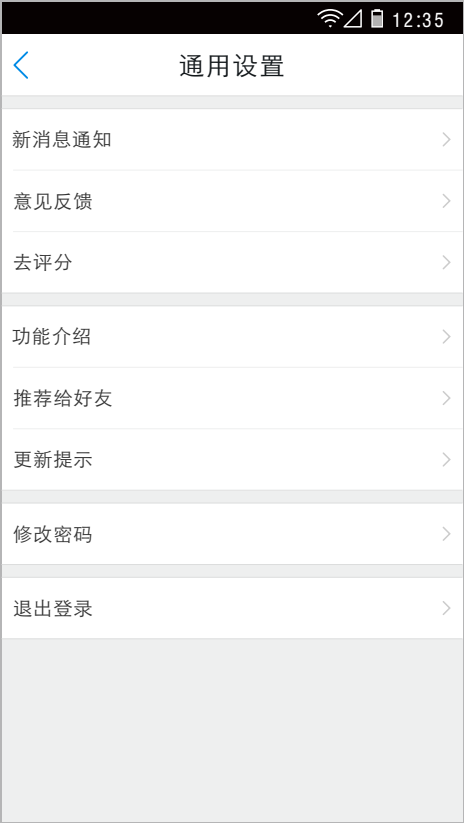 12:35
通用设置
新消息通知
意见反馈
去评分
功能介绍
推荐给好友
更新提示
修改密码
退出登录